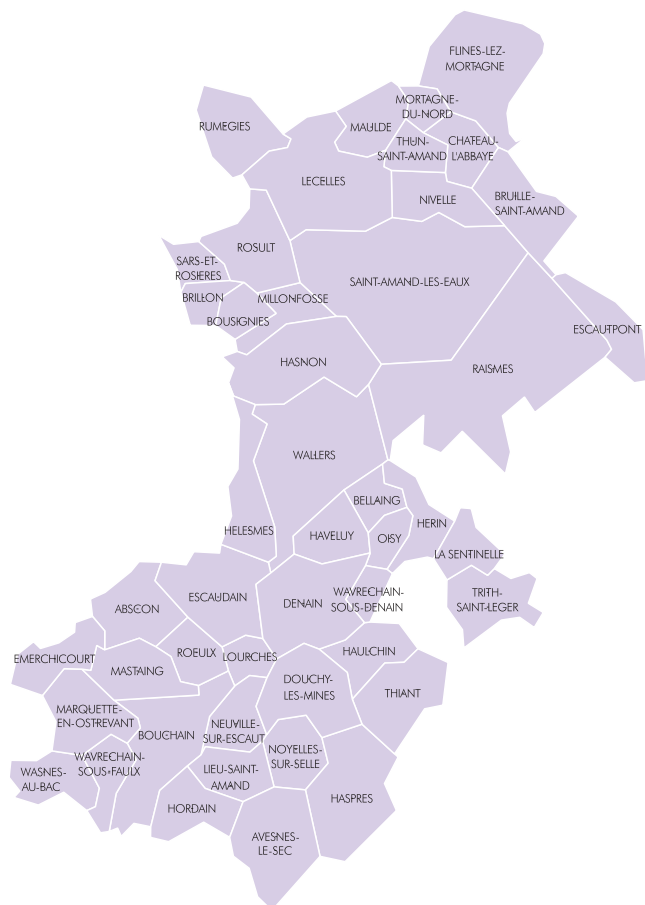 FLINES-LEZ-
MORTAGNE
MORTAGNE-
DU-NORD
RUMEGIES
MAULDE
THUN-
SAINT-AMAND
CHATEAU-
L'ABBAYE
LECELLES
NIVELLE
BRUILLE-
SAINT-AMAND
ROSULT
SARS-ET-
ROSIERES
SAINT-AMAND-LES-EAUX
BRILLON
MILLONFOSSE
BOUSIGNIES
ESCAUTPONT
HASNON
RAISMES
WALLERS
BELLAING
HELESMES
HAVELUY
OISY
HERIN
LA SENTINELLE
ESCAUDAIN
DENAIN
WAVRECHAIN-
SOUS-DENAIN
TRITH-
SAINT-LEGER
ABSCON
EMERCHICOURT
MASTAING
ROEULX
LOURCHES
HAULCHIN
DOUCHY-
LES-MINES
THIANT
MARQUETTE-
EN-OSTREVANT
BOUCHAIN
NEUVILLE-
SUR-ESCAUT
NOYELLES-
SUR-SELLE
WASNES-
AU-BAC
WAVRECHAIN-
SOUS-FAULX
LIEU-SAINT-
AMAND
HORDAIN
HASPRES
AVESNES-
LE-SEC